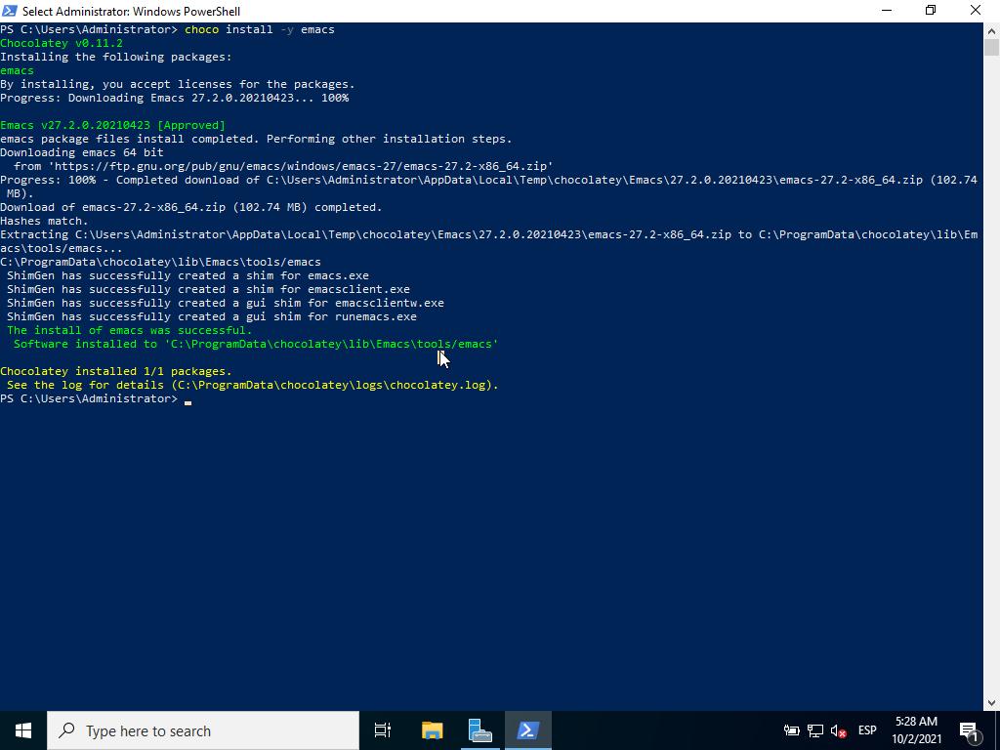 Select Administrator: Windows PowerShell
PS C:\Users\Administrator> choco install -y emacs
Chocolatey v0.11.2
Installing the following packages:
emacs
By installing, you accept licenses for the packages.
Progress: Downloading Emacs 27.2.0.20210423... 100%
Emacs v27.2.0.20210423 [Approved]
emacs package files install completed. Performing other installation steps.
Downloading emacs 64 bit
  from 'https://ftp.gnu.org/pub/gnu/emacs/windows/emacs-27/emacs-27.2-x86_64.zip'
Progress: 100% - Completed download of C:\Users\Administrator\AppData\Local\Temp\chocolatey\Emacs\27.2.0.20210423\emacs-27.2-x86_64.zip (102.74
 MB).
Download of emacs-27.2-x86_64.zip (102.74 MB) completed.
Hashes match.
Extracting C:\Users\Administrator\AppData\Local\Temp\chocolatey\Emacs\27.2.0.20210423\emacs-27.2-x86_64.zip to C:\ProgramData\chocolatey\lib\Em
acs\tools/emacs...
C:\ProgramData\chocolatey\lib\Emacs\tools/emacs
 ShimGen has successfully created a shim for emacs.exe
 ShimGen has successfully created a shim for emacsclient.exe
 ShimGen has successfully created a gui shim for emacsclientw.exe
 ShimGen has successfully created a gui shim for runemacs.exe
 The install of emacs was successful.
  Software installed to 'C:\ProgramData\chocolatey\lib\Emacs\tools/emacs'
Chocolatey installed 1/1 packages.
 See the log for details (C:\ProgramData\chocolatey\logs\chocolatey.log).
PS C:\Users\Administrator>
Type here to search
ESP
5:28 AM
10/2/2021
1